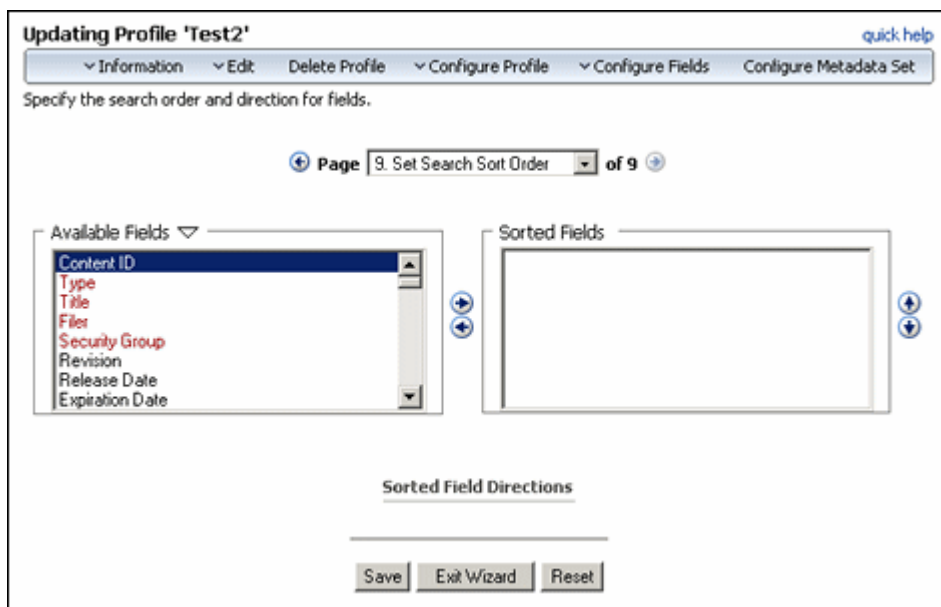 Updating Profile 'Test2'
quick help
Information Edit Delete Profile Configure Profile Configure Fields Configure Metadata Set
Specify the search order and direction for fields.
Page 9. Set Search Sort Order of 9
Available Fields
Sorted Fields
Content ID
Type
Title
Filer
Security Group
Revision
Release Date
Expiration Date
Sorted Field Directions
Save Exit Wizard Reset